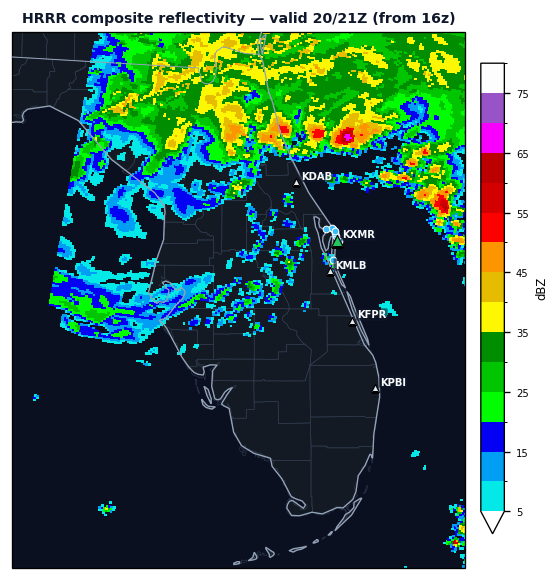 HRRR composite reflectivity — valid 20/21Z (from 16z)
75
65
55
45
35
25
15
5
dBZ
KDAB
KXMR
KMLB
KFPR
KPBI